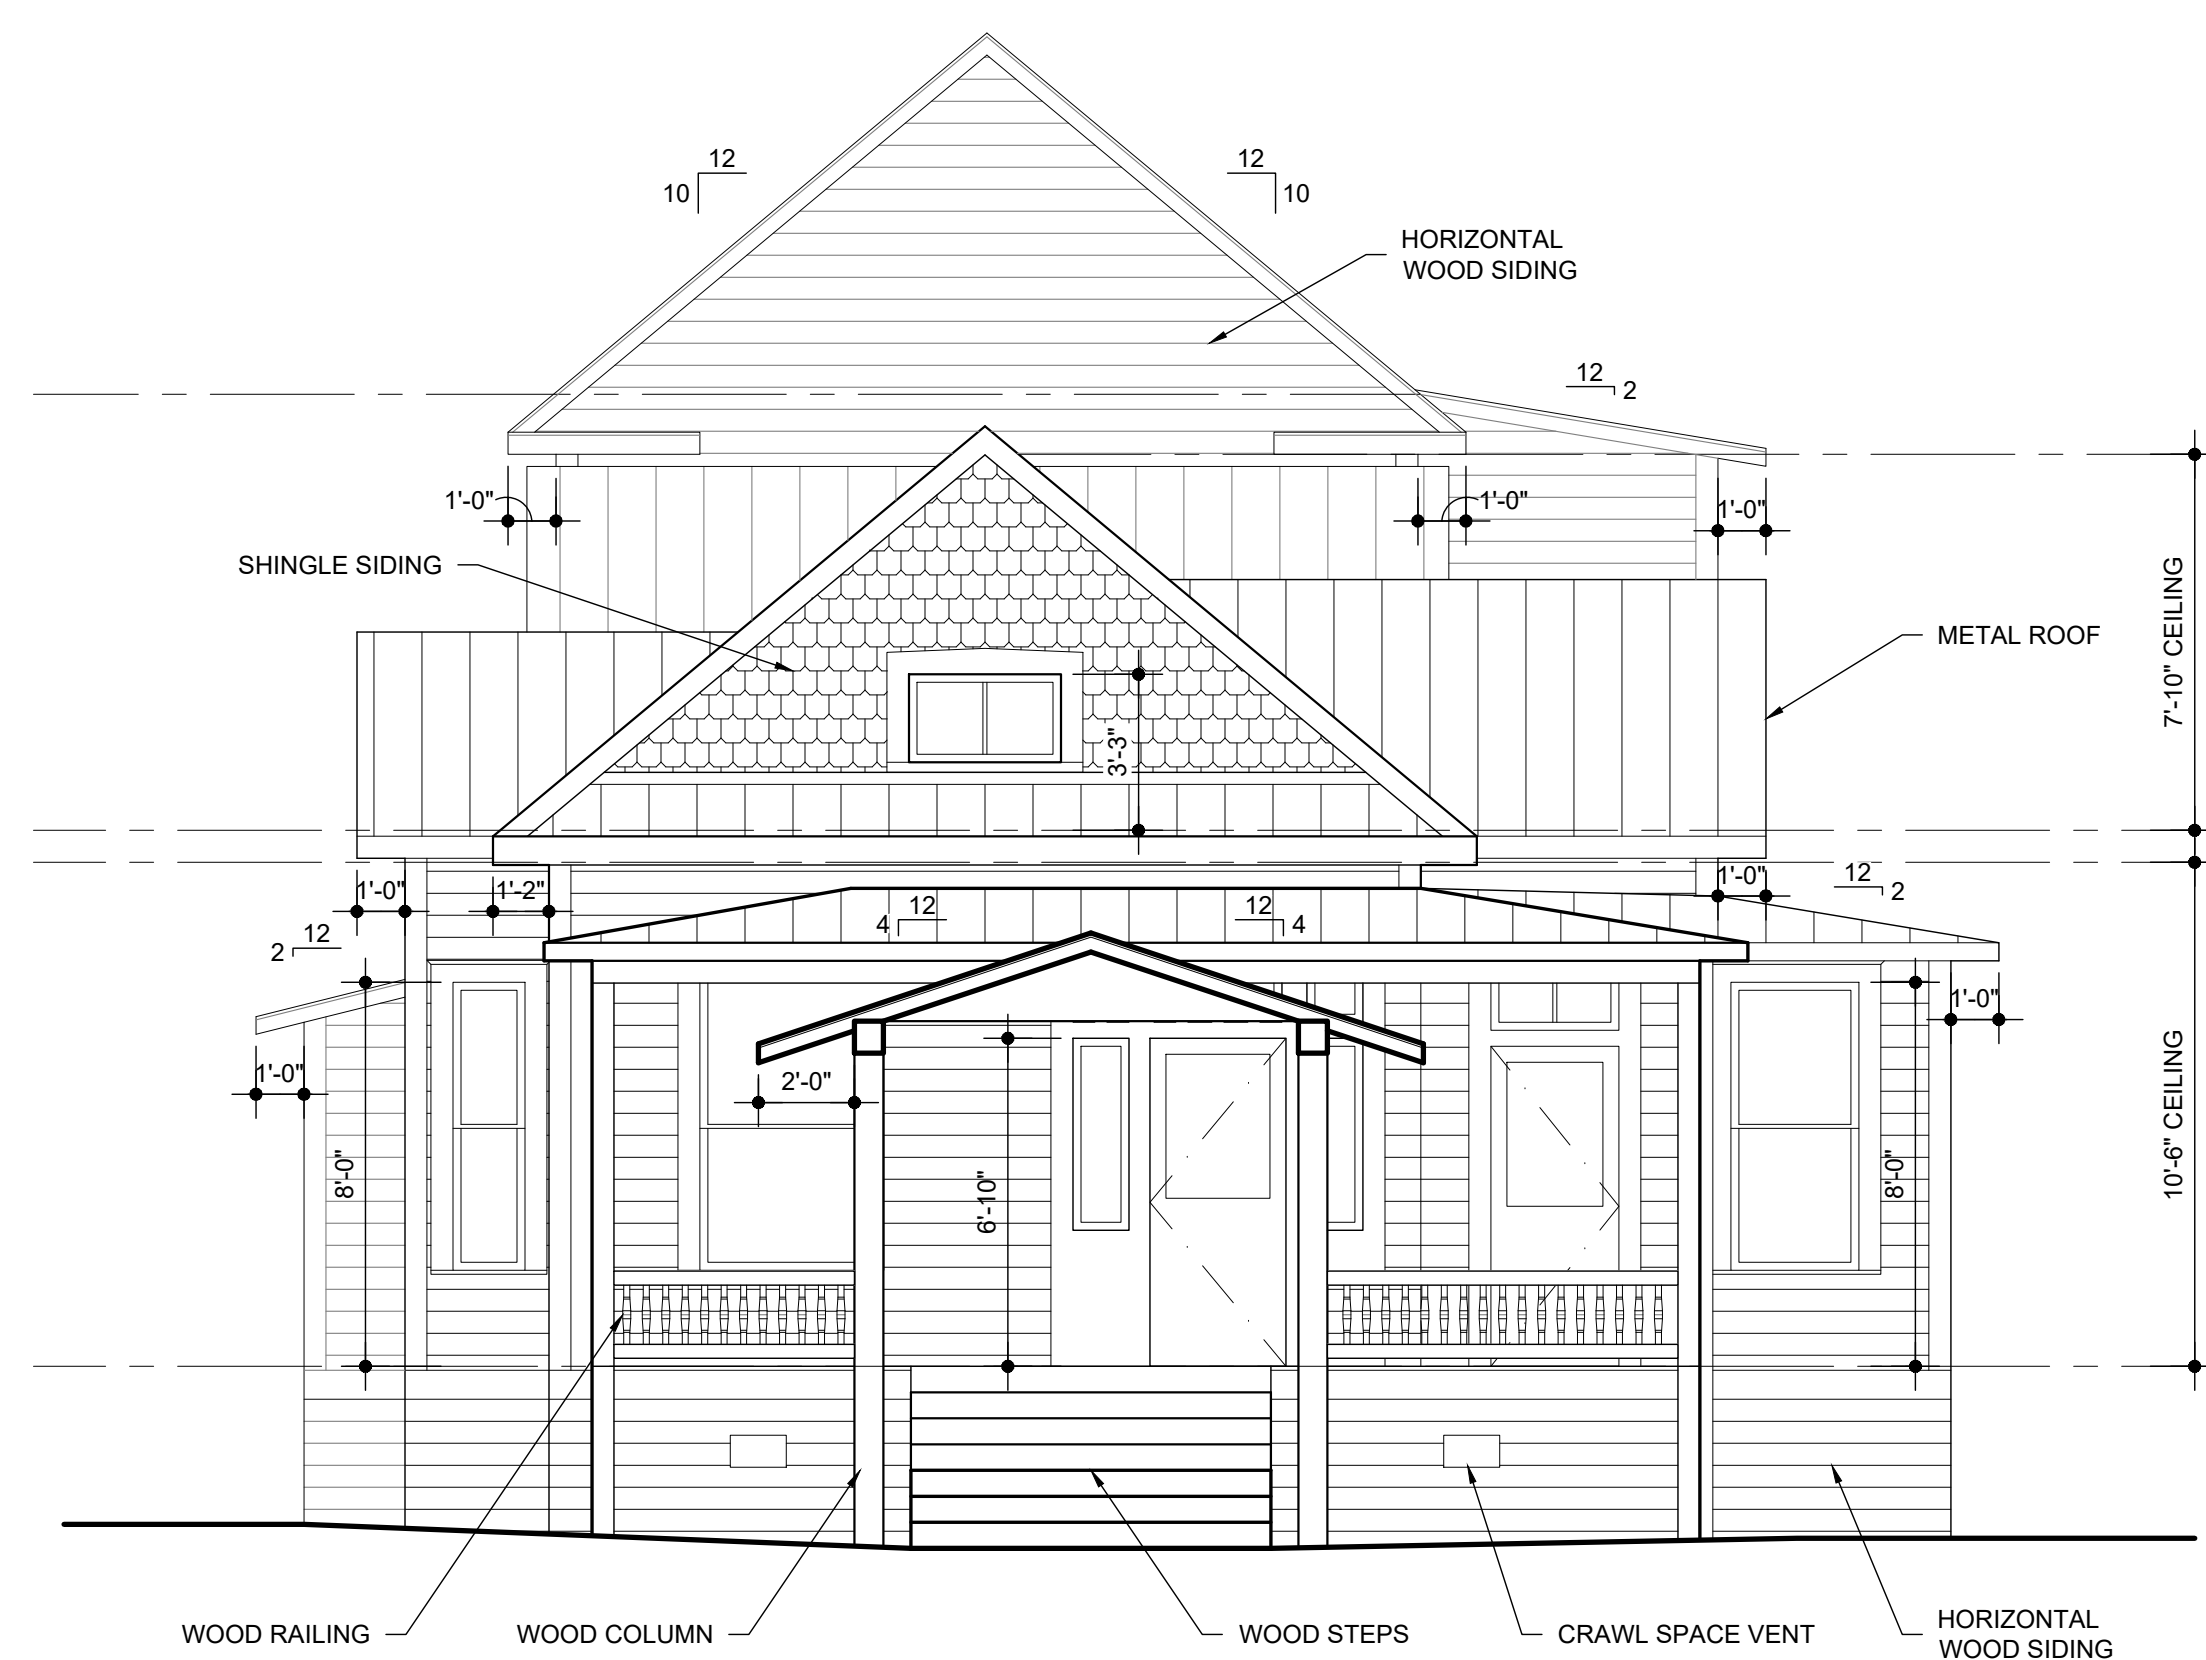 12
10
12
10
HORIZONTAL
WOOD SIDING
12
2
1'-0"
1'-0"
1'-0"
SHINGLE SIDING
7'-10" CEILING
METAL ROOF
3'-3"
1'-0"
1'-2"
1'-0"
12
2
12
4
12
4
12
2
1'-0"
1'-0"
2'-0"
8'-0"
6'-10"
8'-0"
10'-6" CEILING
WOOD RAILING
WOOD COLUMN
WOOD STEPS
CRAWL SPACE VENT
HORIZONTAL
WOOD SIDING